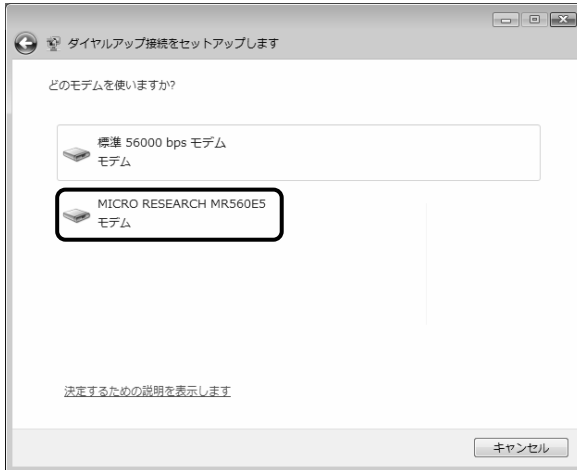 ダイヤルアップ接続をセットアップします
どのモデムを使いますか?
標準 56000 bps モデム
モデム
MICRO RESEARCH MR560E5
モデム
決定するための説明を表示します
キャンセル